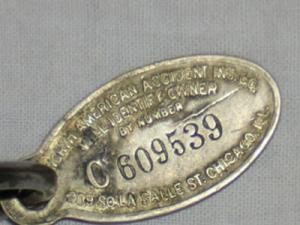 AMERICAN ACCIDENT INS. CO.
WILL IDENTIFY OWNER
BY NUMBER
C 609539
209 SO. LA SALLE ST. CHICAGO, ILL.